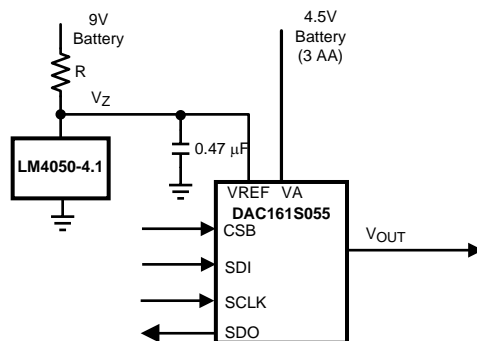 9V
Battery
4.5V
Battery
(3 AA)
R
VZ
0.47 µF
LM4050-4.1
VREF VA
DAC161S055
CSB
SDI
SCLK
SDO
VOUT